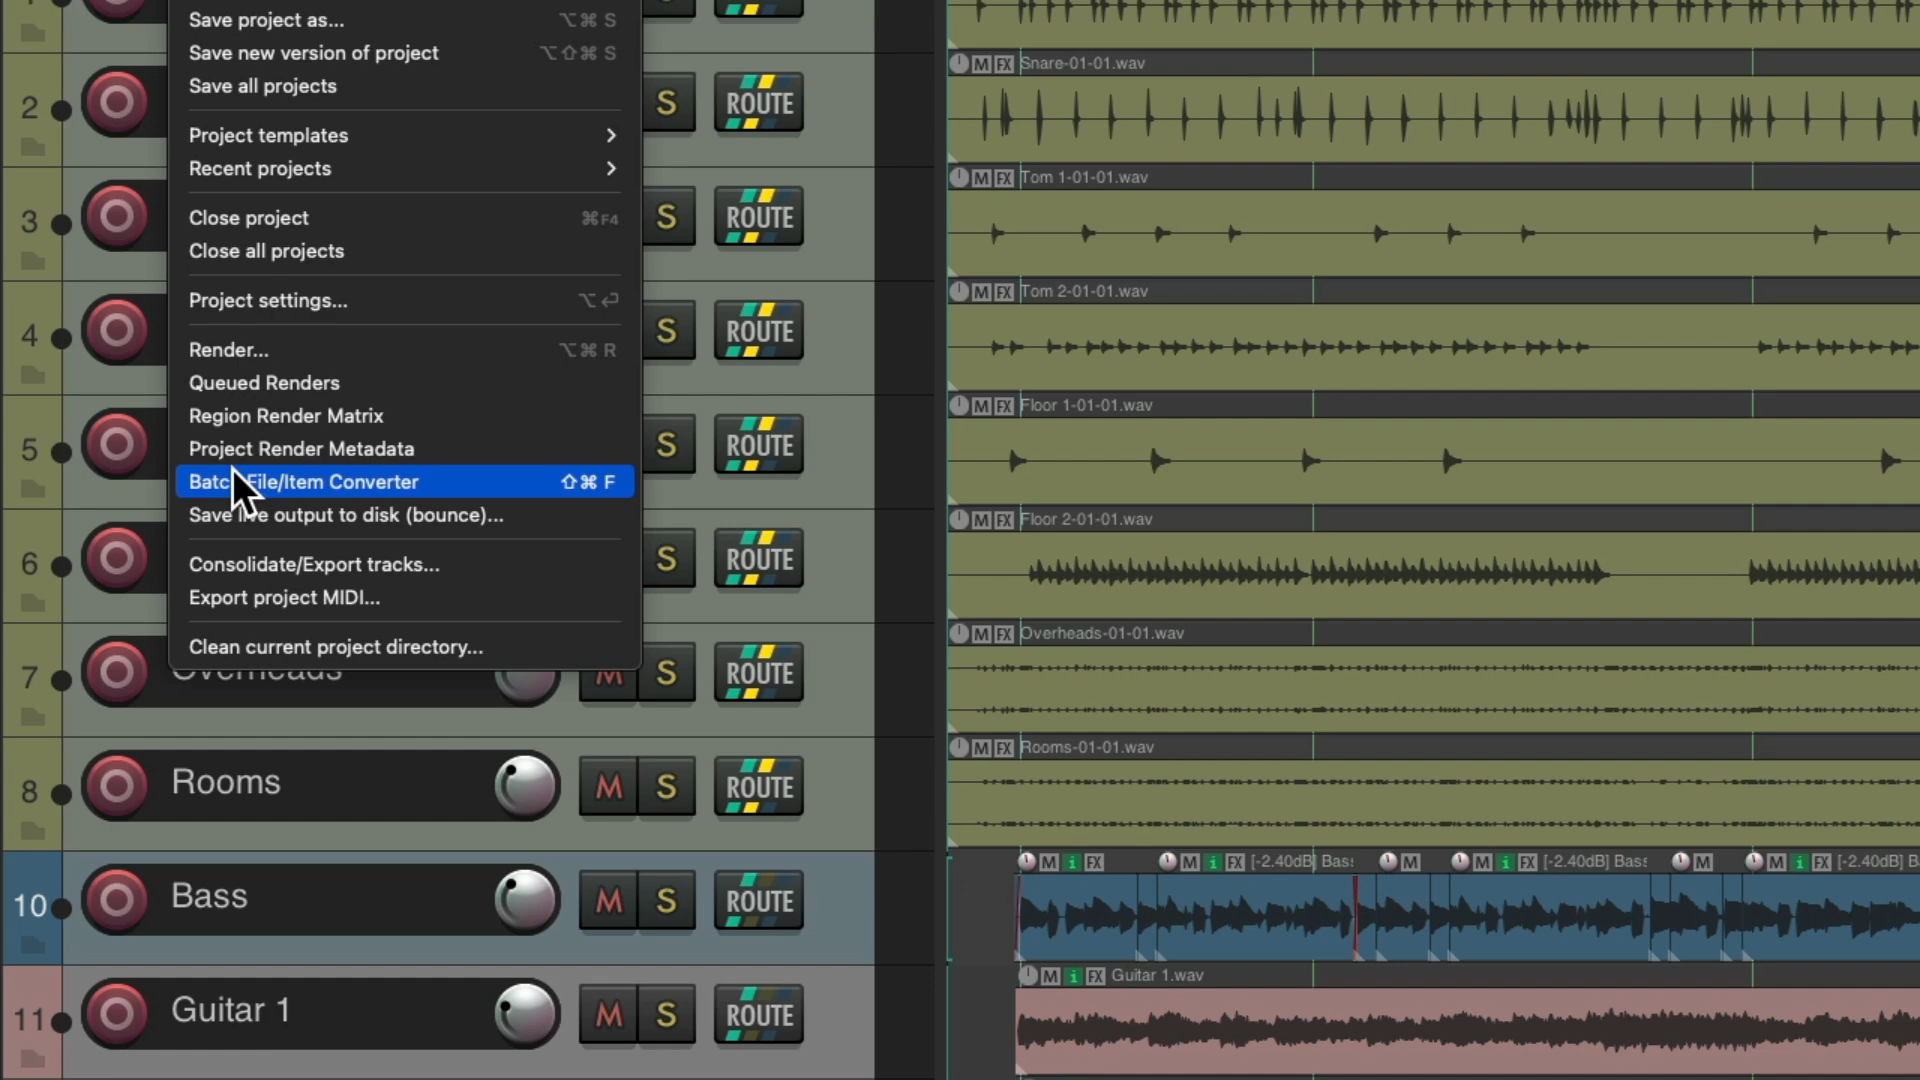 Save project as... ⌥⌘ S
Save new version of project ⌥⇧⌘ S
Save all projects
Project templates
Recent projects
Close project ⌘F4
Close all projects
Project settings... ⌥⏎
Render... ⌥⌘ R
Queued Renders
Region Render Matrix
Project Render Metadata
Batch File/Item Converter ⇧⌘ F
Save live output to disk (bounce)...
Consolidate/Export tracks...
Export project MIDI...
Clean current project directory...
2 S ROUTE
3 S ROUTE
4 S ROUTE
5 S ROUTE
6 S ROUTE
7 Overheads M S ROUTE
8 Rooms M S ROUTE
10 Bass M S ROUTE
11 Guitar 1 M S ROUTE
M FX Snare-01-01.wav
M FX Tom 1-01-01.wav
M FX Tom 2-01-01.wav
M FX Floor 1-01-01.wav
M FX Floor 2-01-01.wav
M FX Overheads-01-01.wav
M FX Rooms-01-01.wav
M i FX M i FX [-2.40dB] Bass M M i FX [-2.40dB] Bass M M i FX [-2.40dB] B
M i FX Guitar 1.wav